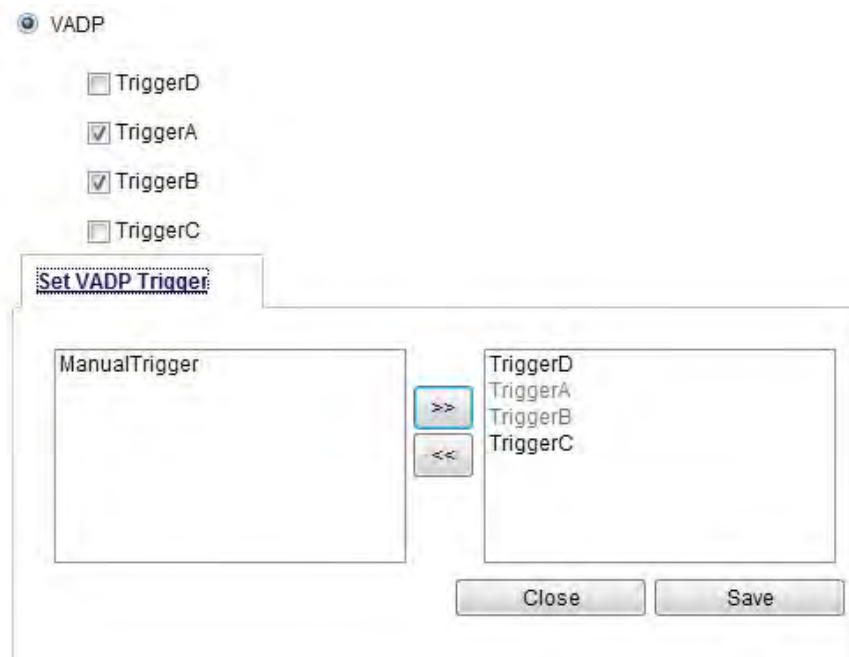 VADP
TriggerD
TriggerA
TriggerB
TriggerC
Set VADP Trigger
ManualTrigger
>>
<<
TriggerD
TriggerA
TriggerB
TriggerC
Close
Save